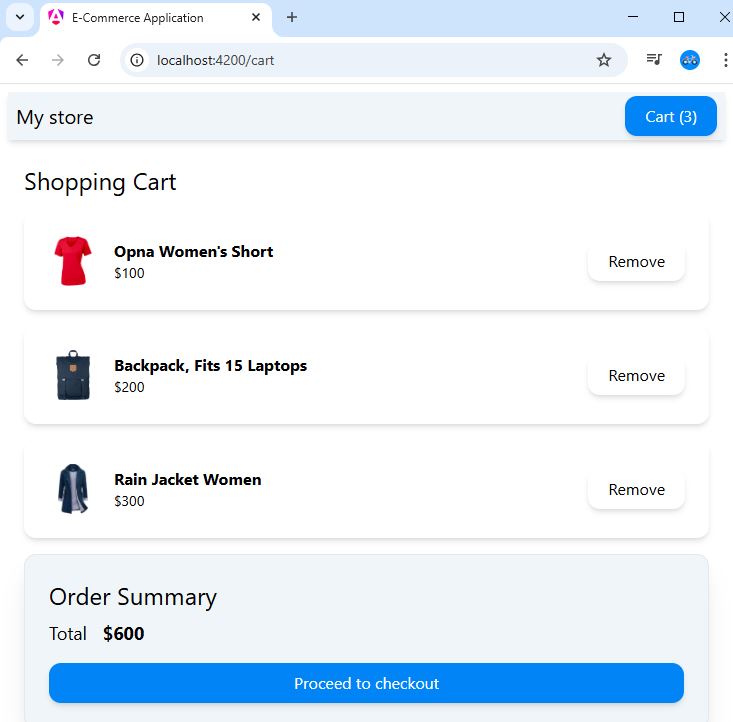 E-Commerce Application
localhost:4200/cart
My store
Cart (3)
Shopping Cart
Opna Women's Short
$100
Remove
Backpack, Fits 15 Laptops
$200
Remove
Rain Jacket Women
$300
Remove
Order Summary
Total $600
Proceed to checkout